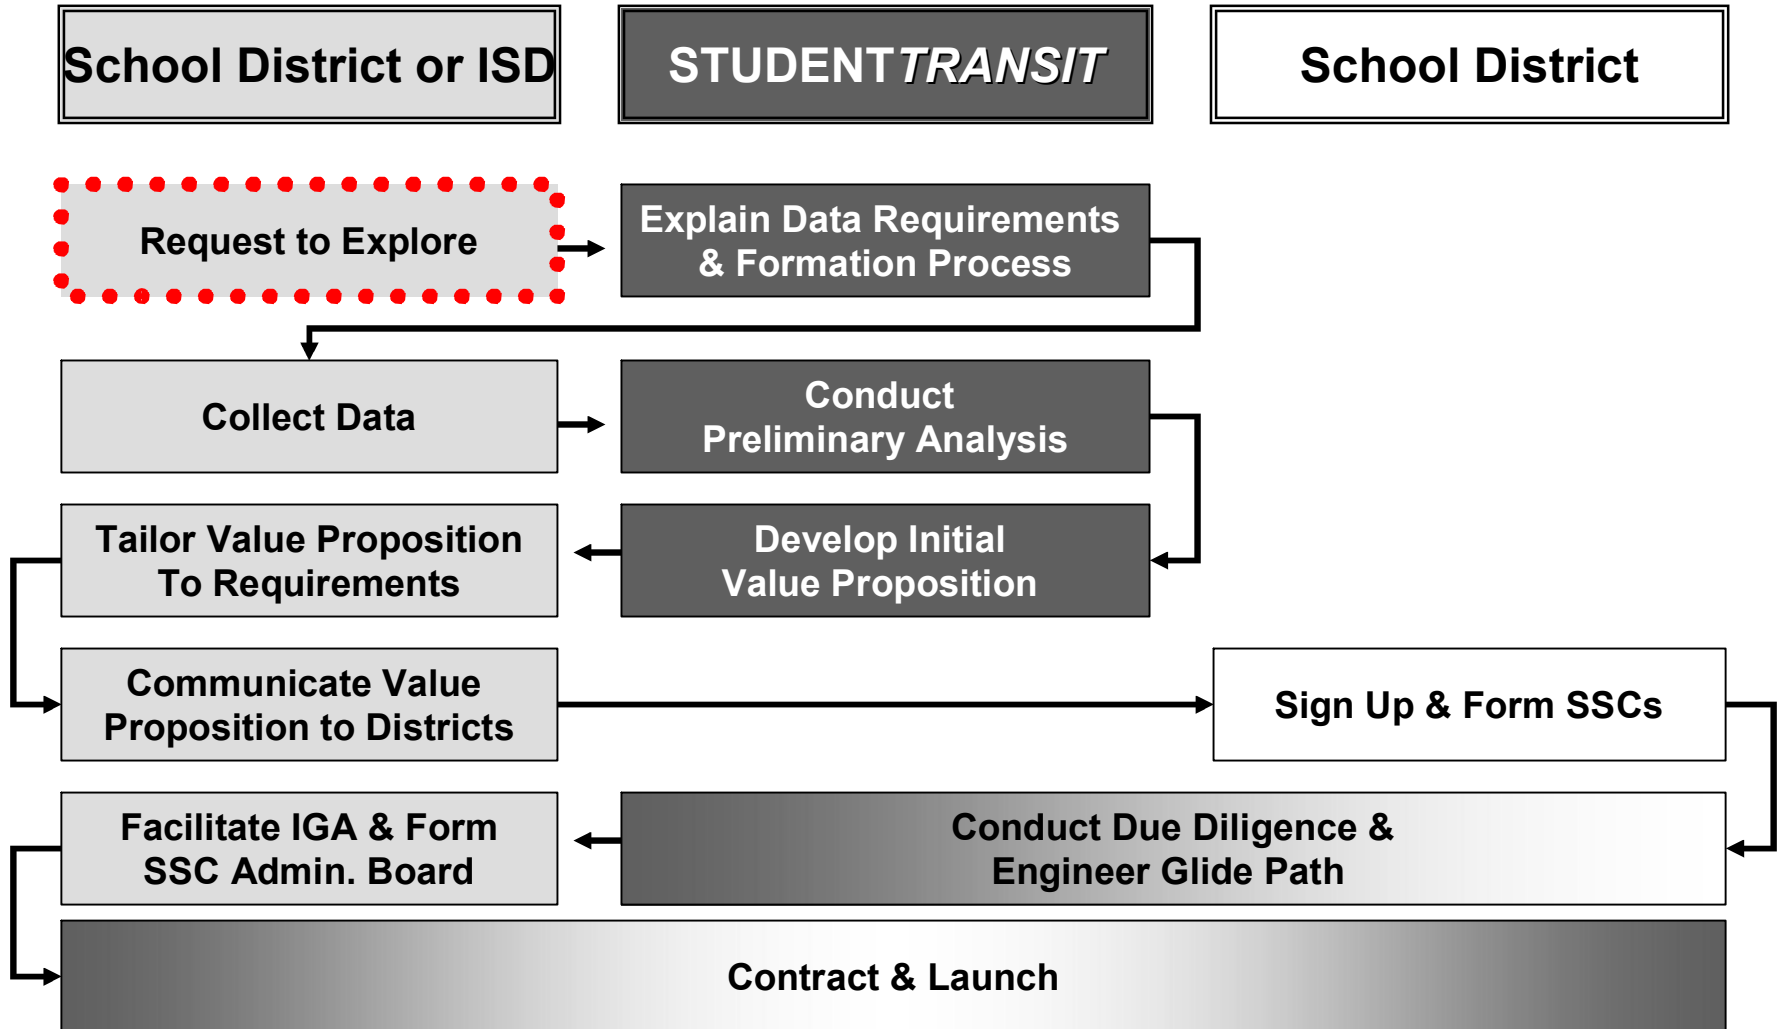 School District or ISD
STUDENTTRANSIT
School District
Request to Explore
Explain Data Requirements
& Formation Process
Collect Data
Conduct
Preliminary Analysis
Tailor Value Proposition
To Requirements
Develop Initial
Value Proposition
Communicate Value
Proposition to Districts
Sign Up & Form SSCs
Facilitate IGA & Form
SSC Admin. Board
Conduct Due Diligence &
Engineer Glide Path
Contract & Launch